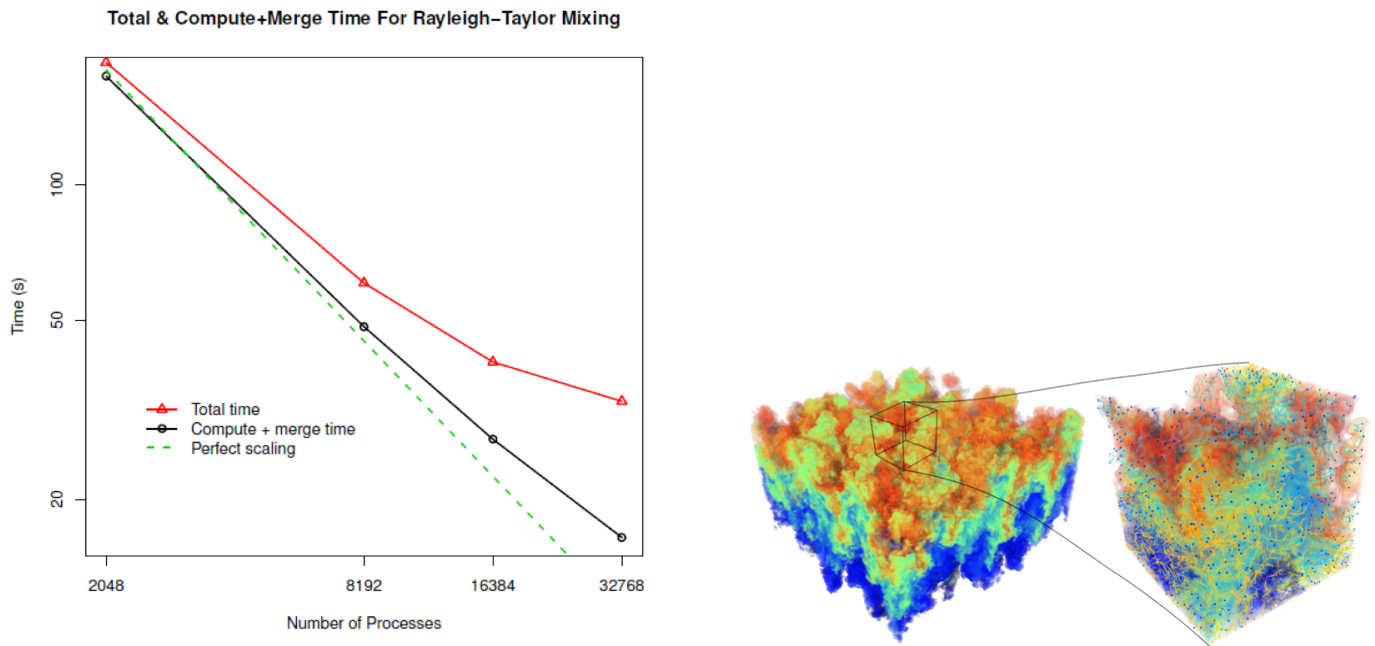 Total & Compute+Merge Time For Rayleigh−Taylor Mixing
Time (s)
100
50
20
Total time
Compute + merge time
Perfect scaling
2048
8192
16384
32768
Number of Processes